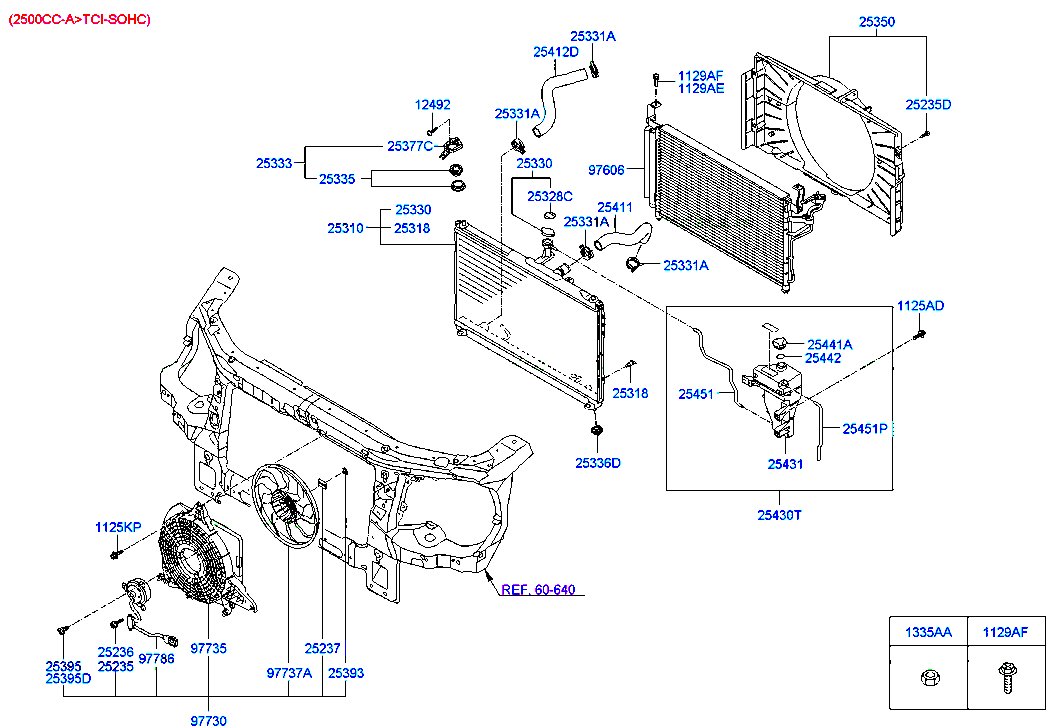 (2500CC-A>TCI-SOHC)
25350
25331A
25412D
1129AF
1129AE
12492
25331A
25235D
25377C
25333
25330
97606
25335
25328C
25330
25411
25310
25318
25331A
25331A
1125AD
25441A
25442
25318
25451
25451P
25336D
25431
25430T
1125KP
REF. 60-640
1335AA
1129AF
25236
97735
25237
97786
25395
25235
97737A
25393
25395D
97730